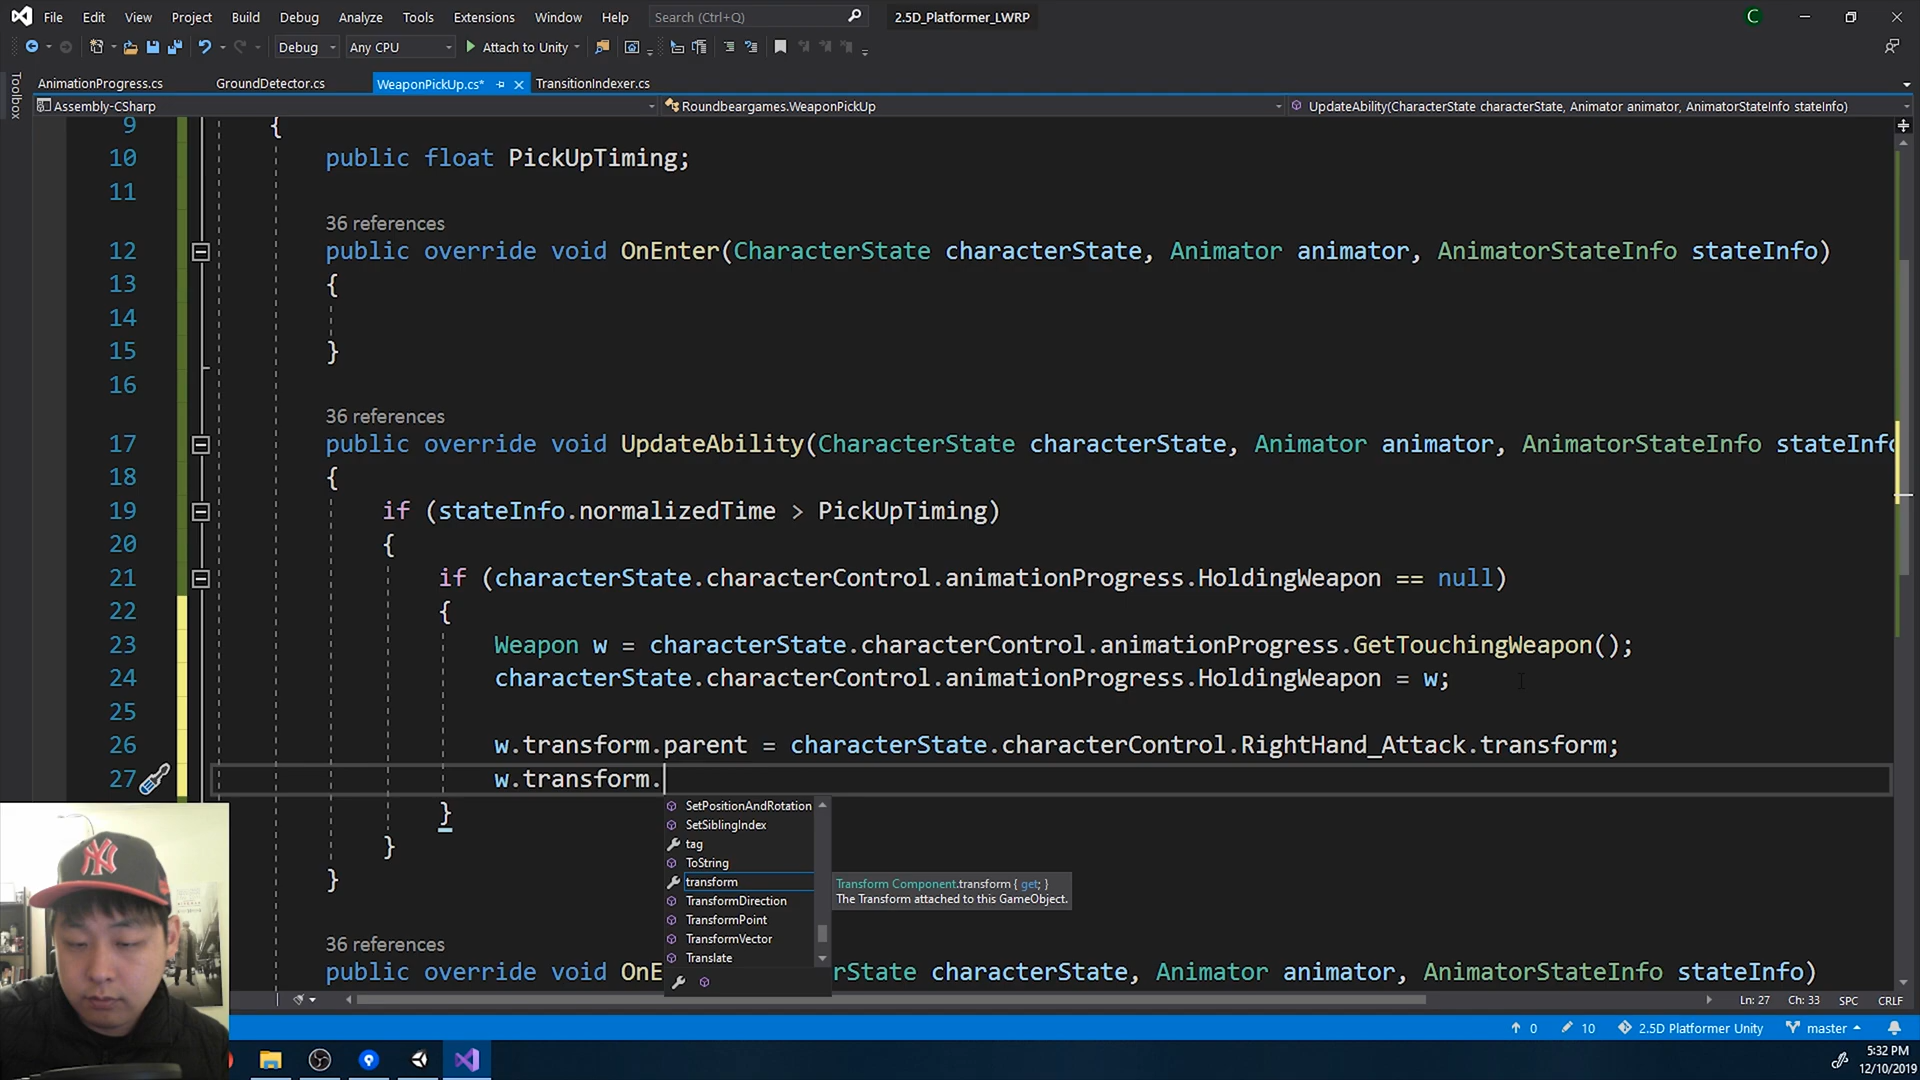 File Edit View Project Build Debug Analyze Tools Extensions Window Help Search (Ctrl+Q) 2.5D_Platformer_LWRP C
Debug Any CPU Attach to Unity
AnimationProgress.cs GroundDetector.cs WeaponPickUp.cs* TransitionIndexer.cs
Assembly-CSharp Roundbeargames.WeaponPickUp UpdateAbility(CharacterState characterState, Animator animator, AnimatorStateInfo stateInfo)
Toolbox
9 {
10 public float PickUpTiming;
11
36 references
12 public override void OnEnter(CharacterState characterState, Animator animator, AnimatorStateInfo stateInfo)
13 {
14
15 }
16
36 references
17 public override void UpdateAbility(CharacterState characterState, Animator animator, AnimatorStateInfo stateInfo
18 {
19 if (stateInfo.normalizedTime > PickUpTiming)
20 {
21 if (characterState.characterControl.animationProgress.HoldingWeapon == null)
22 {
23 Weapon w = characterState.characterControl.animationProgress.GetTouchingWeapon();
24 characterState.characterControl.animationProgress.HoldingWeapon = w;
25
26 w.transform.parent = characterState.characterControl.RightHand_Attack.transform;
27 w.transform.
SetPositionAndRotation
}
SetSiblingIndex
tag
}
ToString
transform
}
Transform Component.transform { get; }
The Transform attached to this GameObject.
TransformDirection
TransformPoint
TransformVector
Translate
36 references
public override void OnE rState characterState, Animator animator, AnimatorStateInfo stateInfo)
Ln: 27 Ch: 33 SPC CRLF
0 10 2.5D Platformer Unity master
5:32 PM
12/10/2019